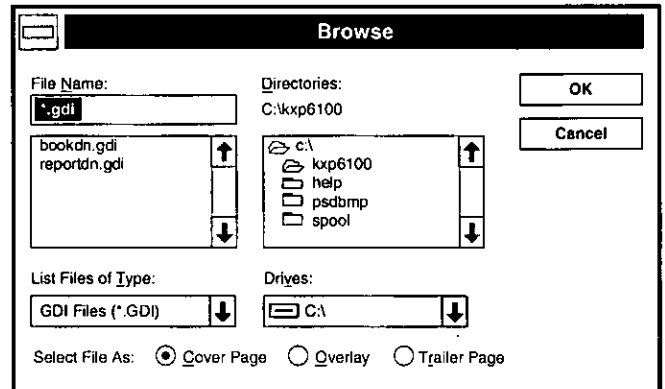 Browse
File Name:
*.gdi
bookdn.gdi
reportdn.gdi
Directories:
C:\kxp6100
c:\
kxp6100
help
psdbmp
spool
OK
Cancel
List Files of Type:
GDI Files (*.GDI)
Drives:
C:\
Select File As: Cover Page Overlay Trailer Page